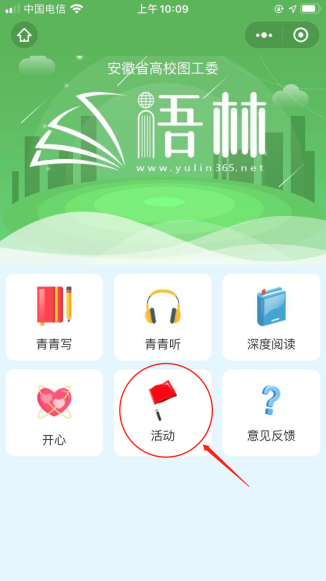 中国电信
上午10:09
安徽省高校图工委
语林
www.yulin365.net
青青写
青青听
深度阅读
开心
活动
意见反馈